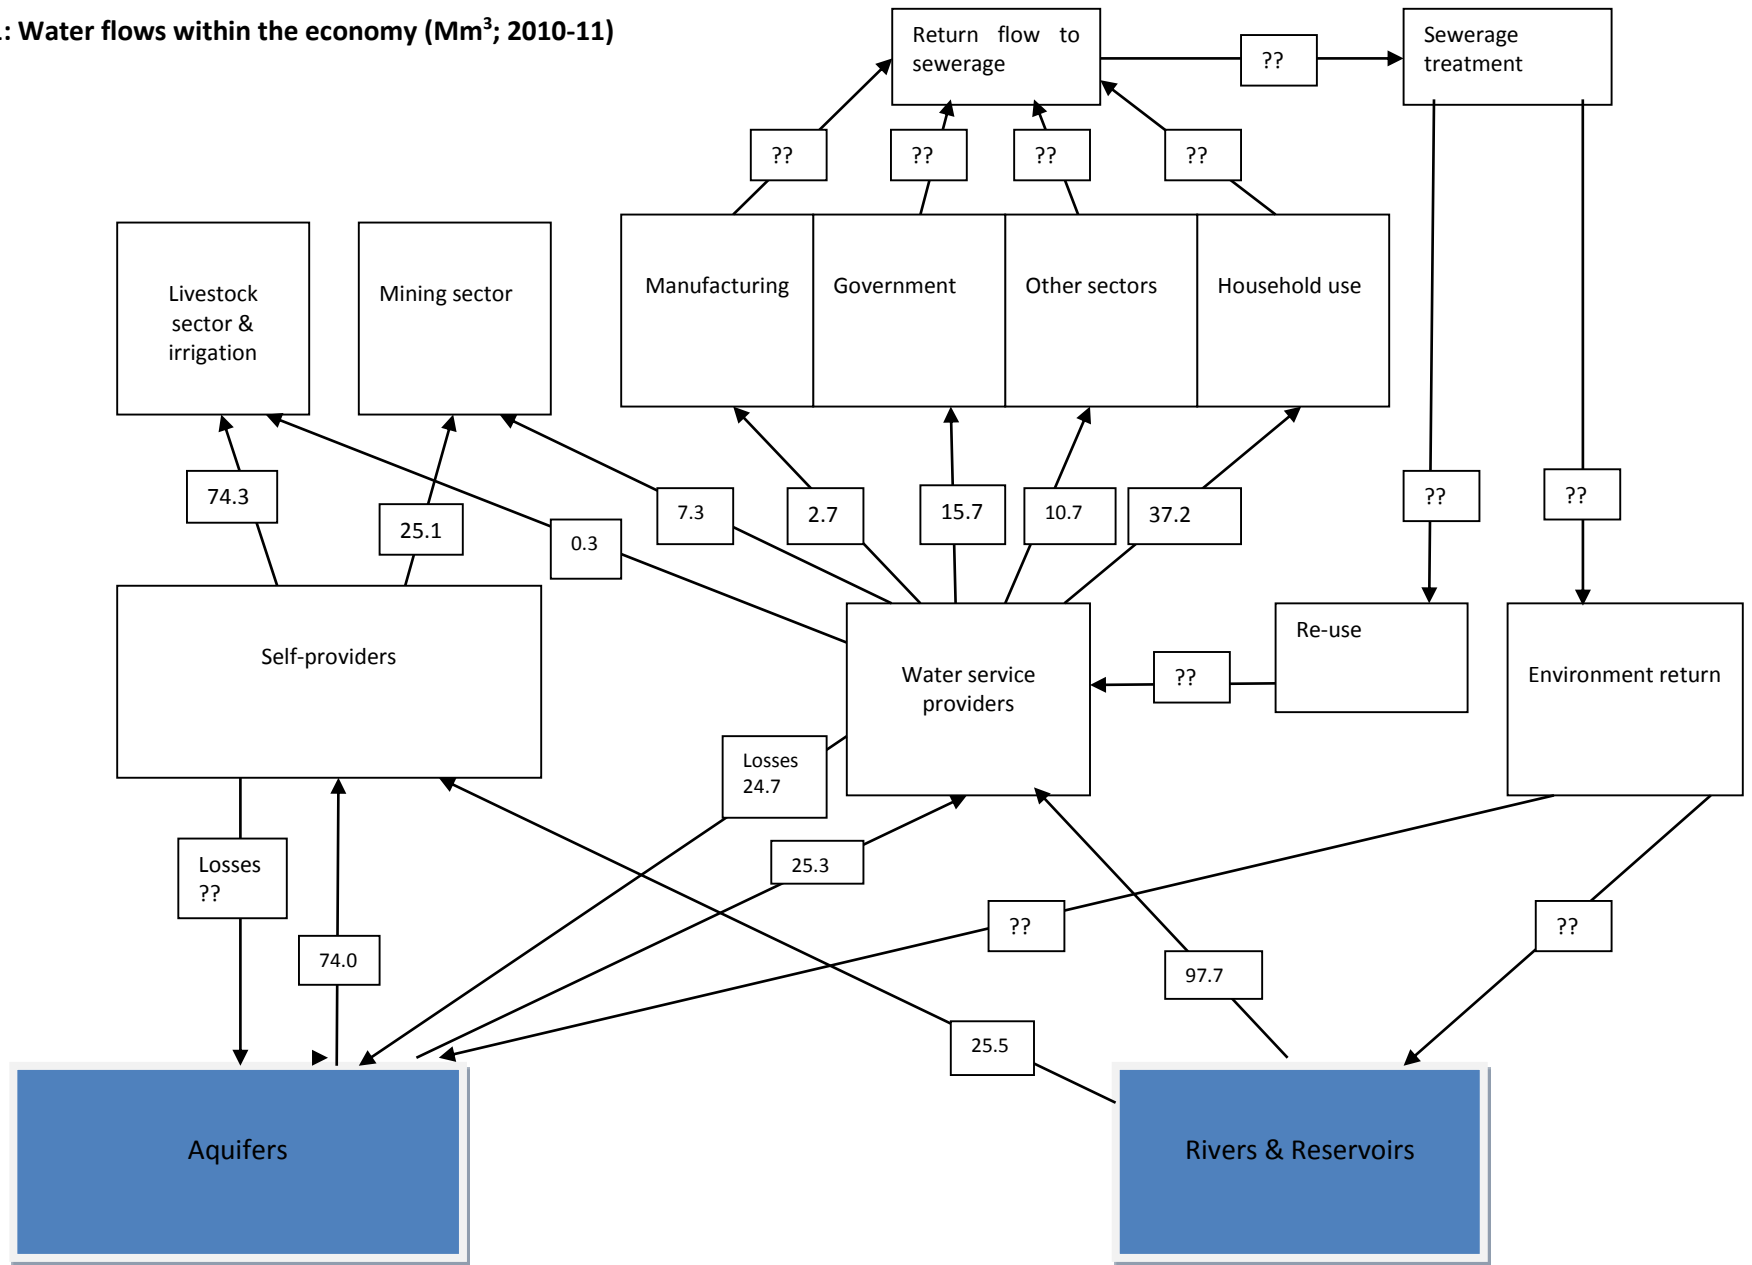 .: Water flows within the economy (Mm³; 2010-11)
Return flow to
sewerage
??
Sewerage
treatment
??
??
??
??
Livestock
sector &
irrigation
Mining sector
Manufacturing
Government
Other sectors
Household use
74.3
25.1
0.3
7.3
2.7
15.7
10.7
37.2
??
??
Self-providers
Water service
providers
??
Re-use
Environment return
Losses
24.7
Losses
??
25.3
74.0
??
97.7
??
25.5
Aquifers
Rivers & Reservoirs